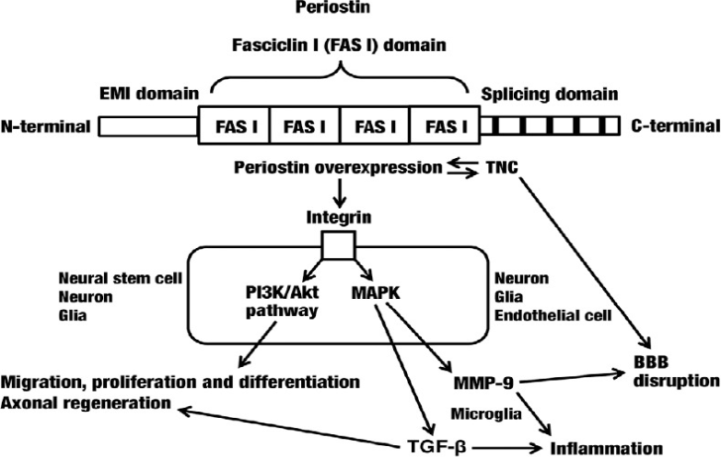 Periostin
Fasciclin I (FAS I) domain
EMI domain
Splicing domain
N-terminal
FAS I
FAS I
FAS I
FAS I
C-terminal
Periostin overexpression
TNC
Integrin
Neural stem cell
Neuron
Glia
PI3K/Akt
pathway
MAPK
Neuron
Glia
Endothelial cell
Migration, proliferation and differentiation
Axonal regeneration
MMP-9
BBB
disruption
Microglia
TGF-β
Inflammation